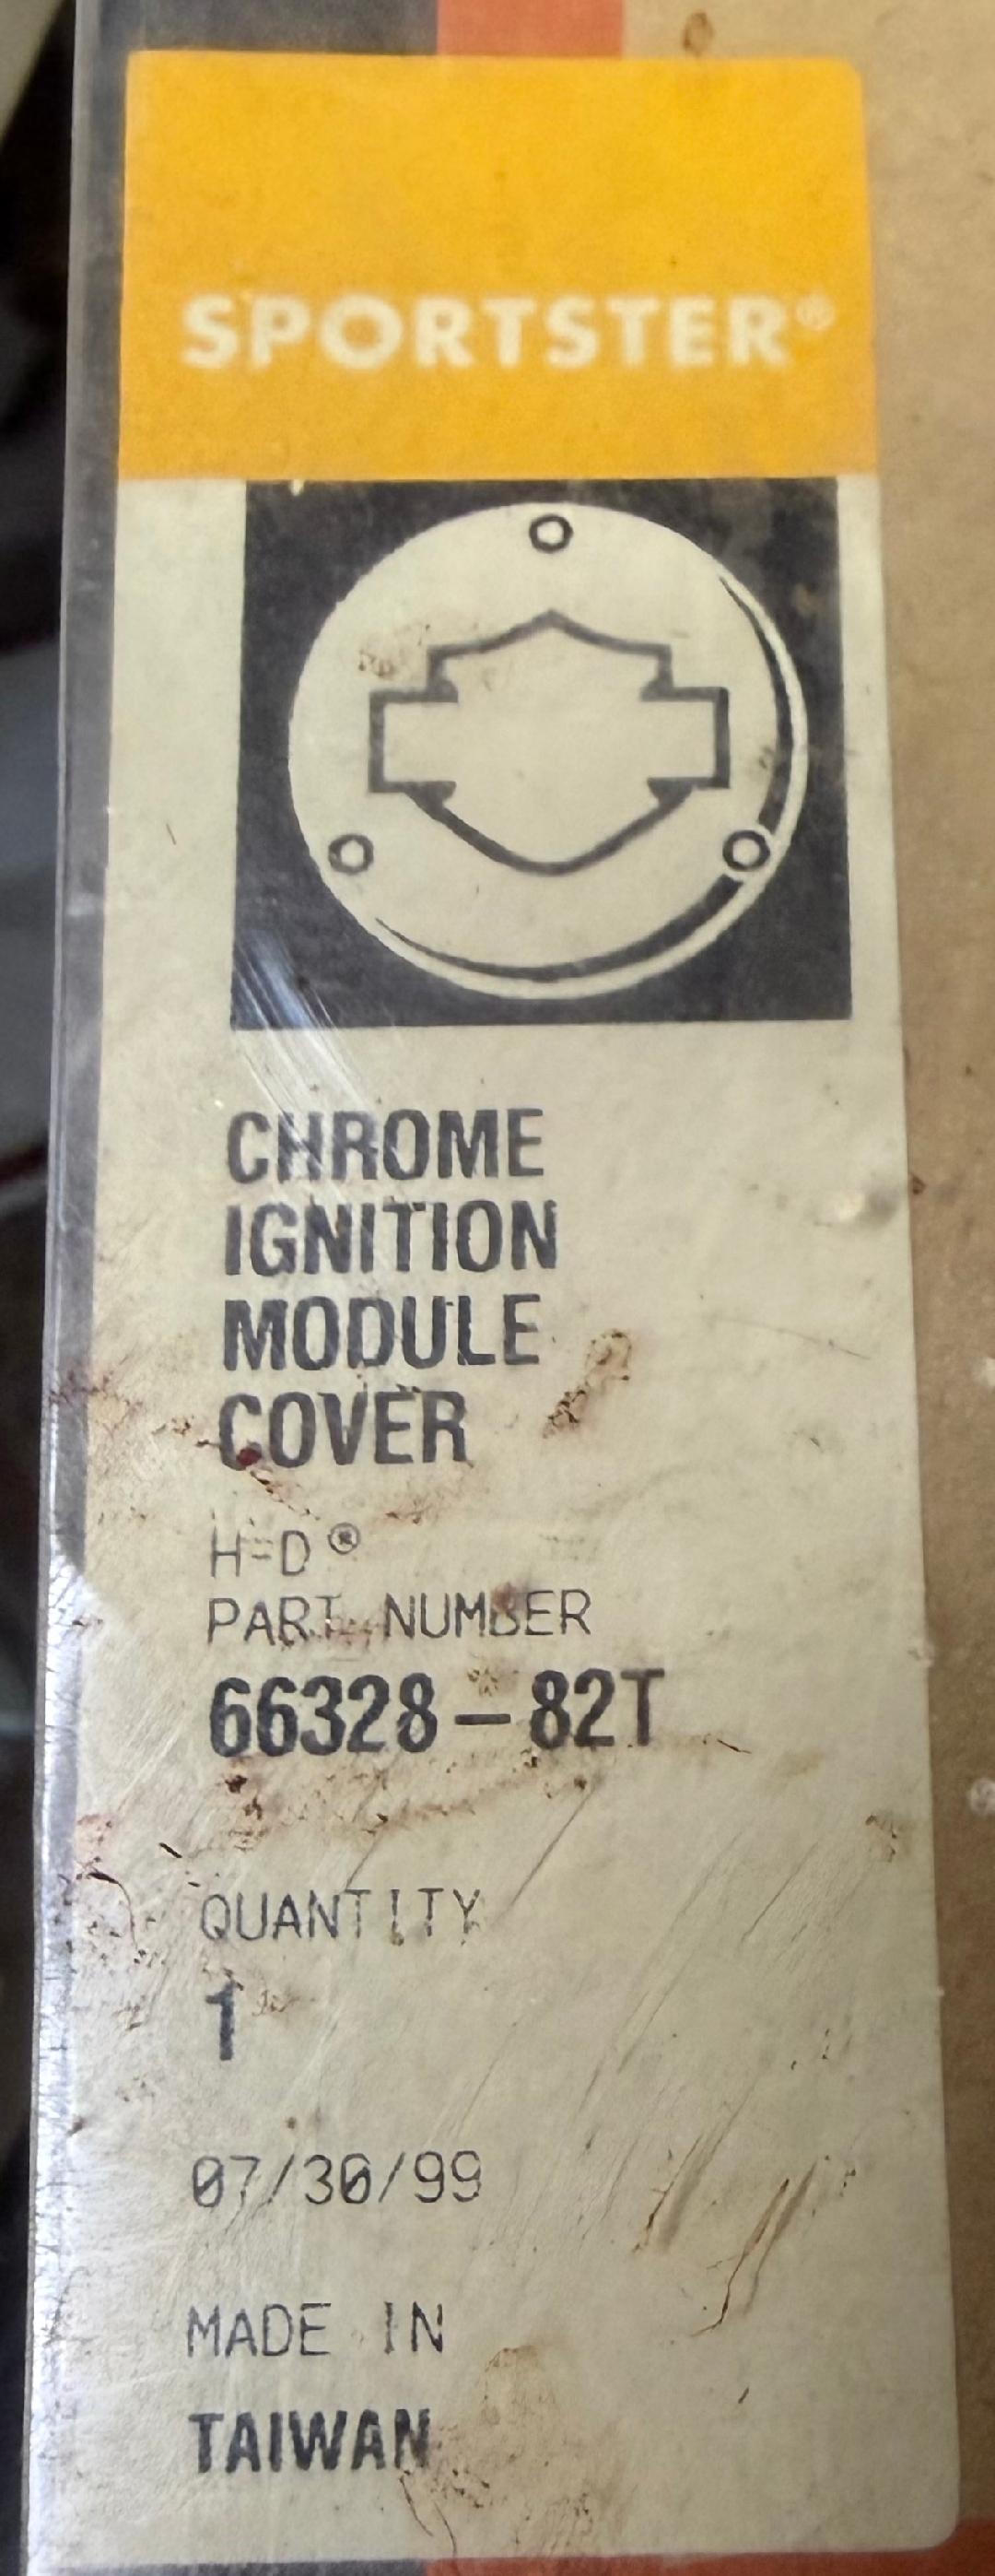 SPORTSTER®
CHROME
IGNITION
MODULE
COVER
H-D®
PART NUMBER
66328-82T
QUANTITY
1
07/30/99
MADE IN
TAIWAN